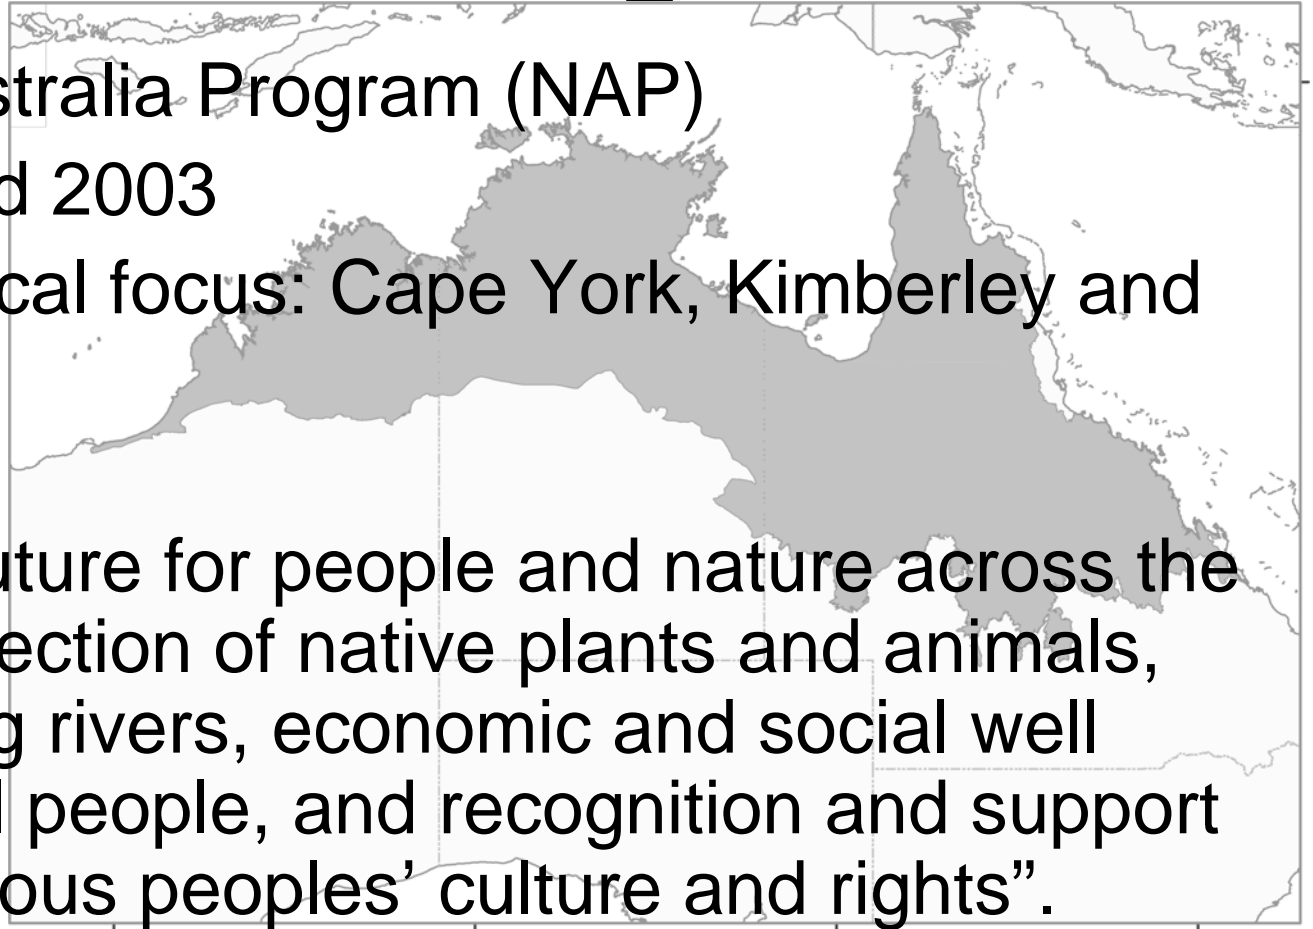 stralia Program (NAP)
d 2003
cal focus: Cape York, Kimberley and
uture for people and nature across the
ection of native plants and animals,
g rivers, economic and social well
l people, and recognition and support
ous peoples’ culture and rights”.